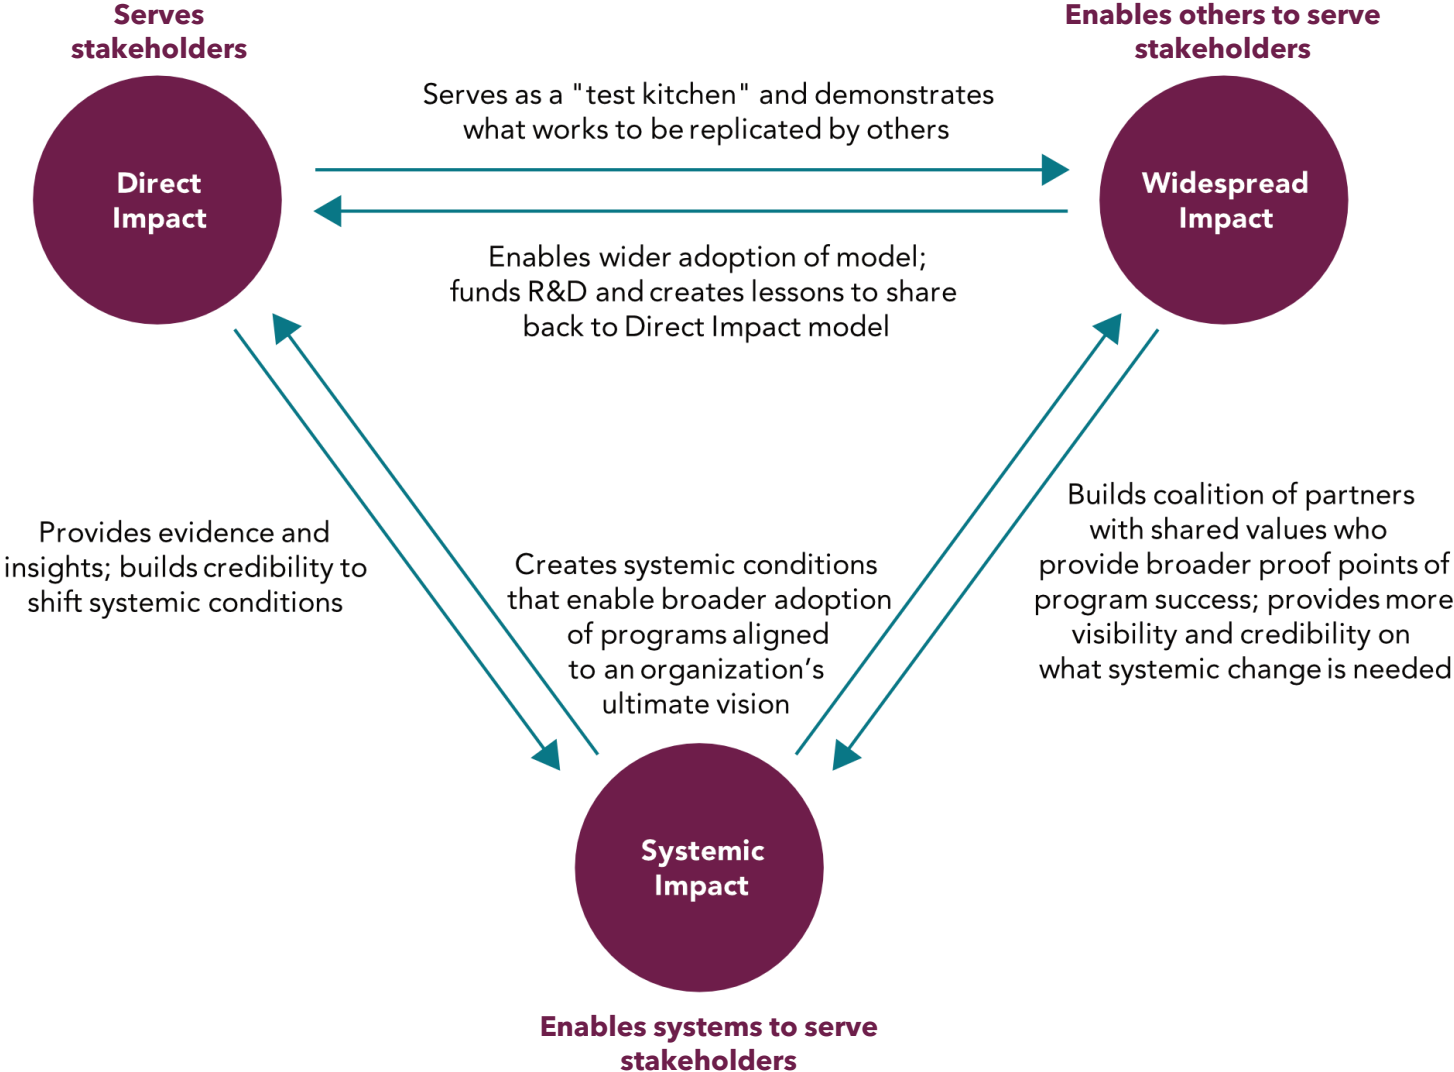 Serves
stakeholders
Enables others to serve
stakeholders
Serves as a "test kitchen" and demonstrates
what works to be replicated by others
Direct
Impact
Widespread
Impact
Enables wider adoption of model;
funds R&D and creates lessons to share
back to Direct Impact model
Provides evidence and
insights; builds credibility to
shift systemic conditions
Creates systemic conditions
that enable broader adoption
of programs aligned
to an organization’s
ultimate vision
Builds coalition of partners
with shared values who
provide broader proof points of
program success; provides more
visibility and credibility on
what systemic change is needed
Systemic
Impact
Enables systems to serve
stakeholders